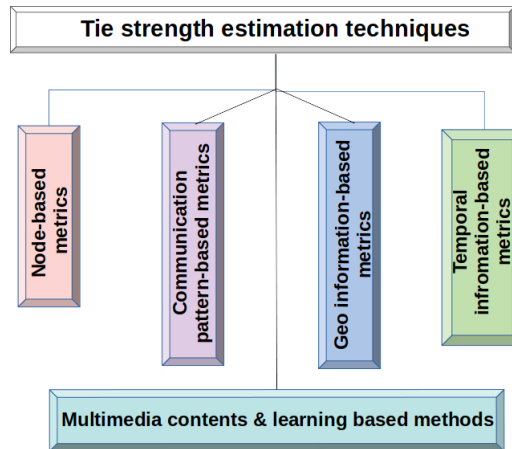 Tie strength estimation techniques
Node-based
metrics
Communication
pattern-based metrics
Geo information-based
metrics
Temporal
infromation-based
metrics
Multimedia contents & learning based methods